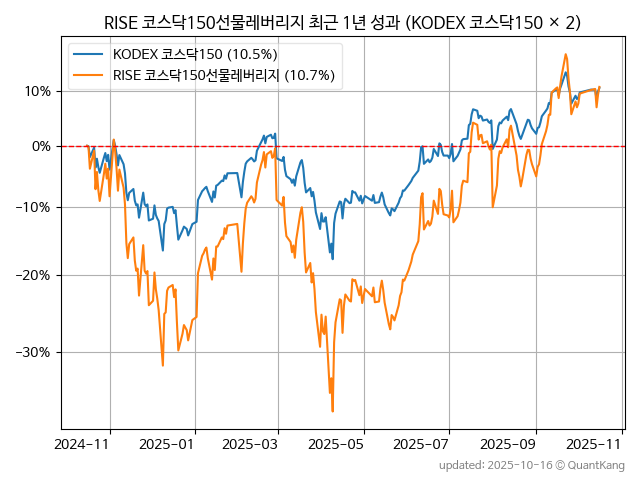 RISE 코스닥150선물레버리지 최근 1년 성과 (KODEX 코스닥150 × 2)
KODEX 코스닥150 (10.5%)
RISE 코스닥150선물레버리지 (10.7%)
10%
0%
−10%
−20%
−30%
2024-11 2025-01 2025-03 2025-05 2025-07 2025-09 2025-11
updated: 2025-10-16 © QuantKang